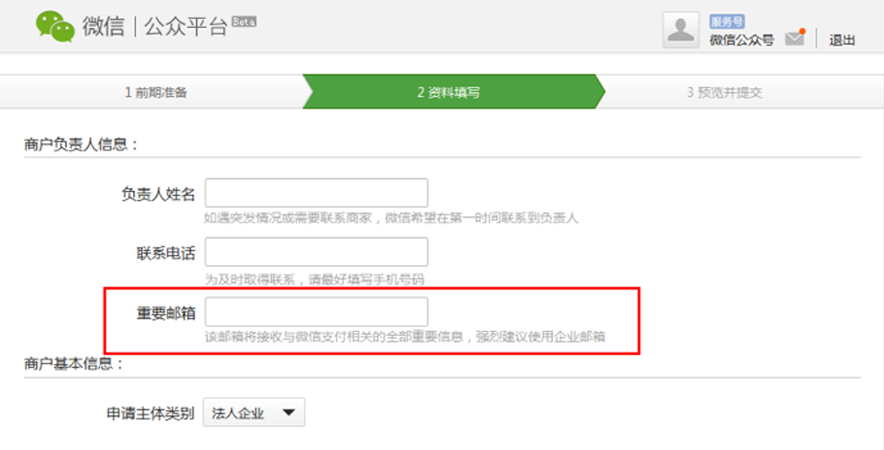 微信 | 公众平台 Beta
服务号
微信公众号 退出
1 前期准备 2 资料填写 3 预览并提交
商户负责人信息：
负责人姓名
如遇突发情况或需要联系商家，微信希望在第一时间联系到负责人
联系电话
为及时取得联系，请最好填写手机号码
重要邮箱
该邮箱将接收与微信支付相关的全部重要信息，强烈建议使用企业邮箱
商户基本信息：
申请主体类别 法人企业